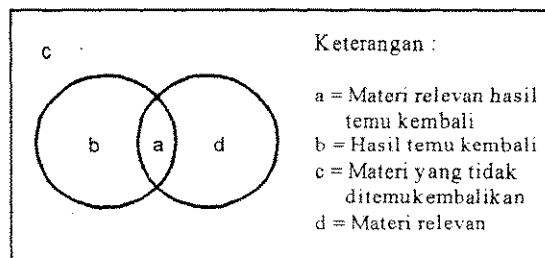 c
b
a
d
Keterangan :
a = Materi relevan hasil
temu kembali
b = Hasil temu kembali
c = Materi yang tidak
ditemukembalikan
d = Materi relevan